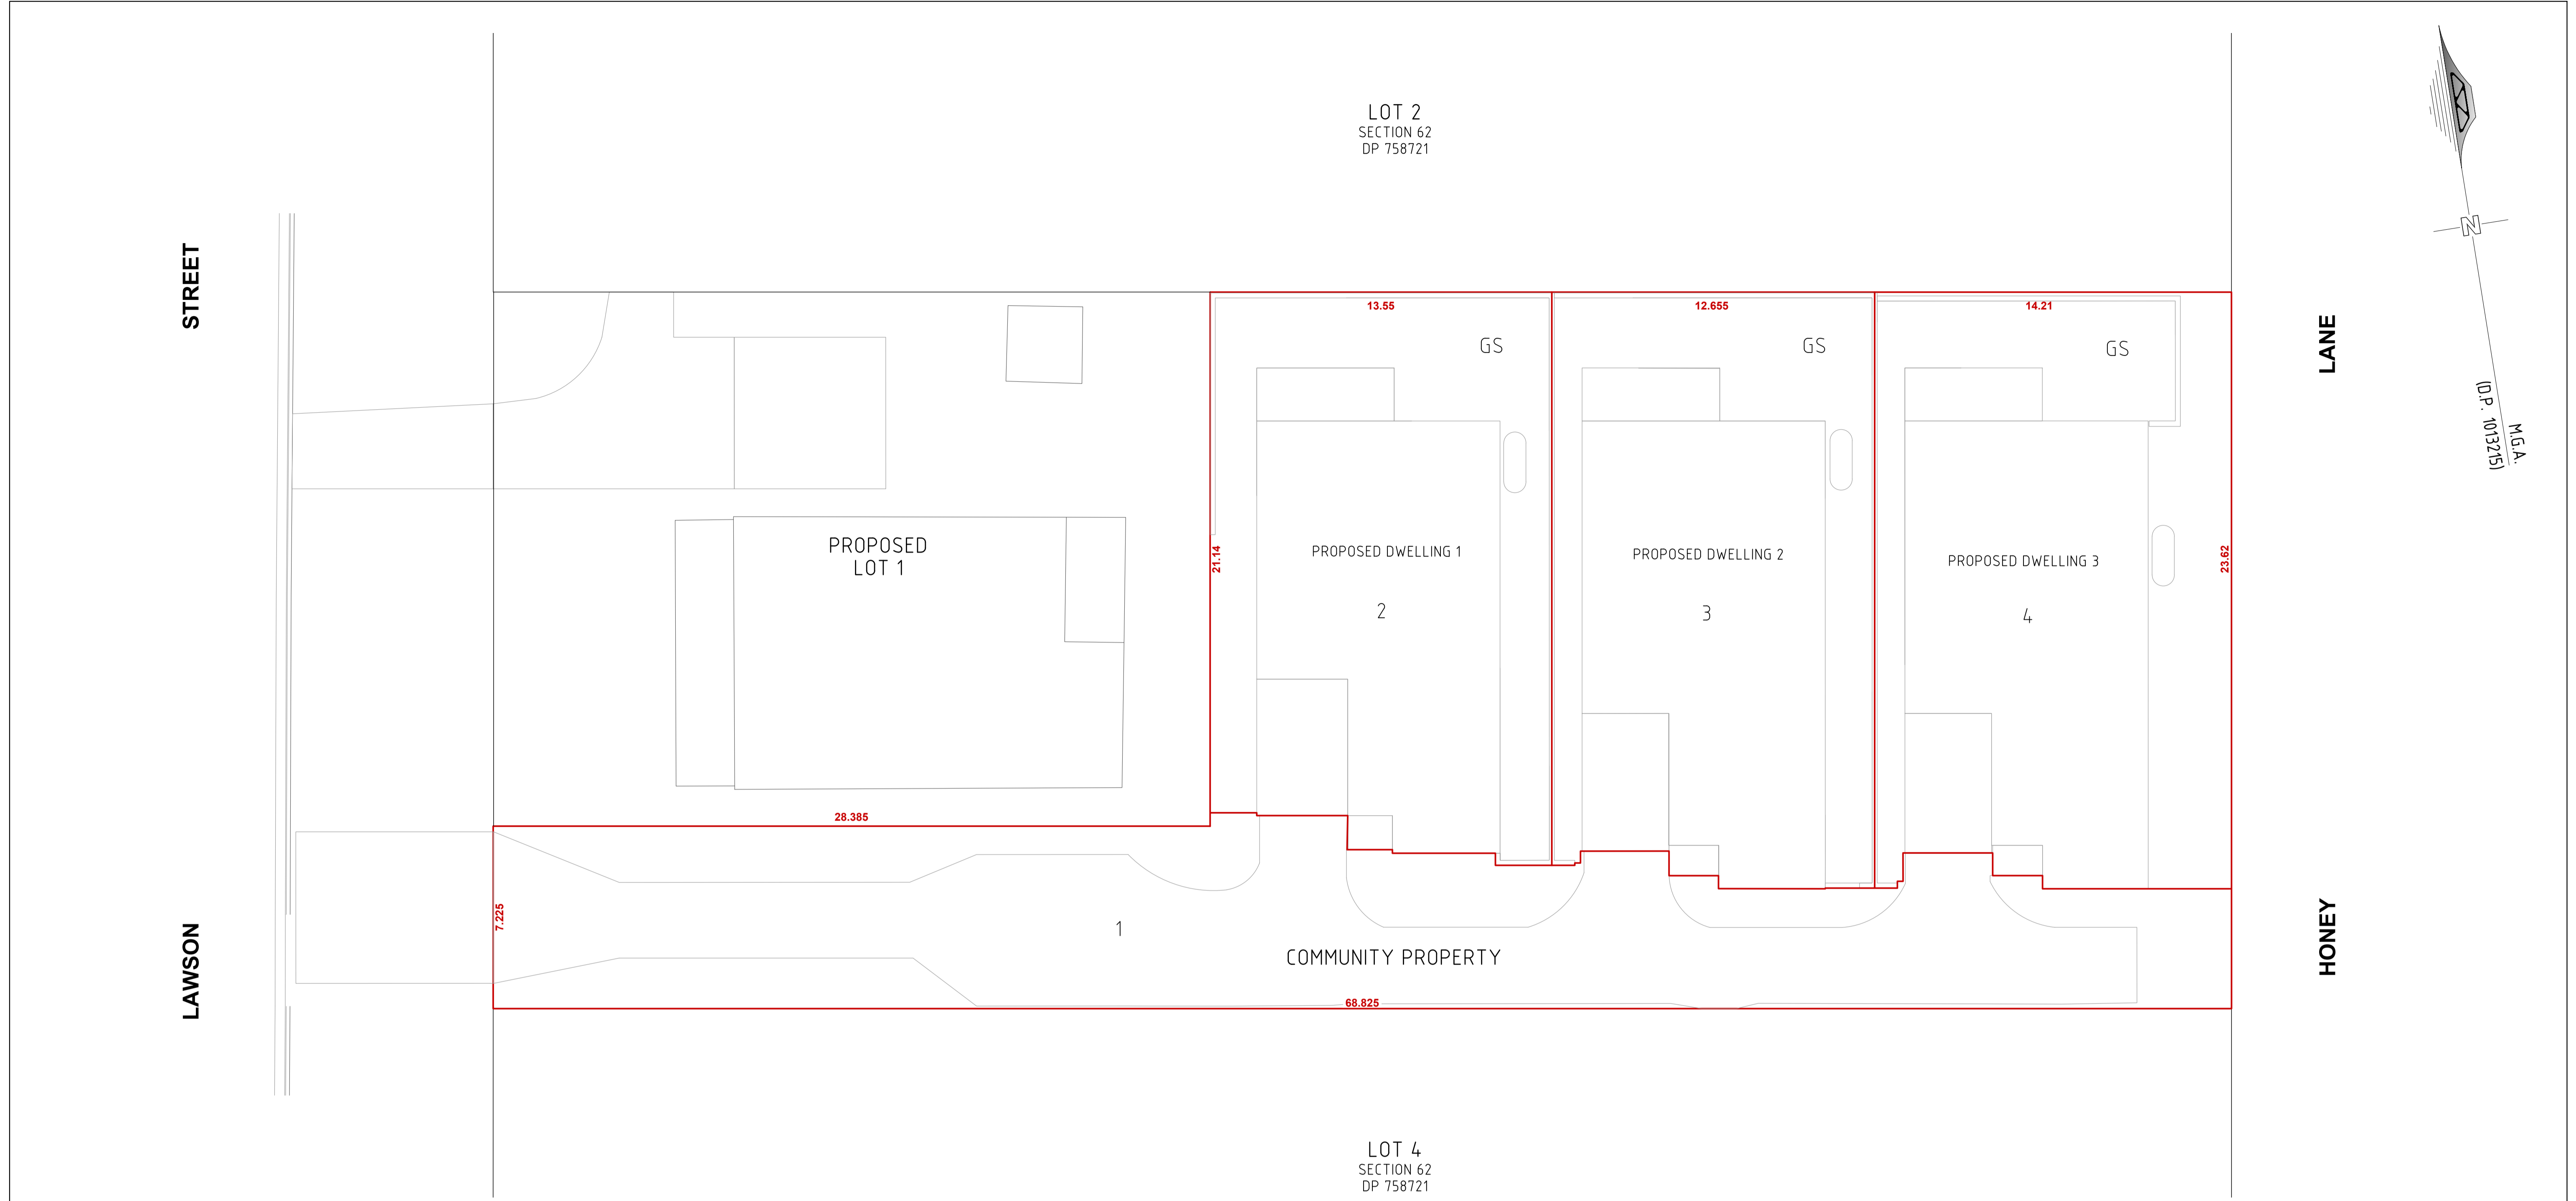 LOT 2
SECTION 62
DP 758721
STREET
LAWSON
LANE
HONEY
N
M.G.A.
(D.P. 1013215)
13.55
12.655
14.21
GS
GS
GS
PROPOSED
LOT 1
21.14
PROPOSED DWELLING 1
2
PROPOSED DWELLING 2
3
PROPOSED DWELLING 3
4
23.62
28.385
7.225
1
COMMUNITY PROPERTY
68.825
LOT 4
SECTION 62
DP 758721